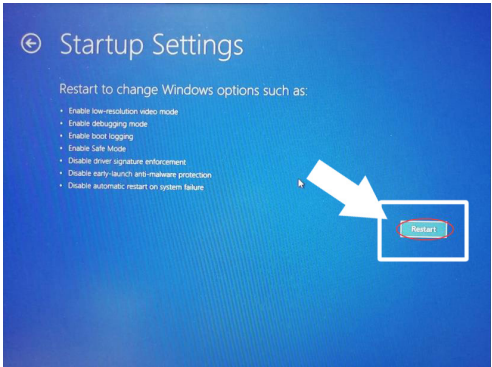 Startup Settings
Restart to change Windows options such as:
• Enable low-resolution video mode
• Enable debugging mode
• Enable boot logging
• Enable Safe Mode
• Disable driver signature enforcement
• Disable early-launch anti-malware protection
• Disable automatic restart on system failure
Restart